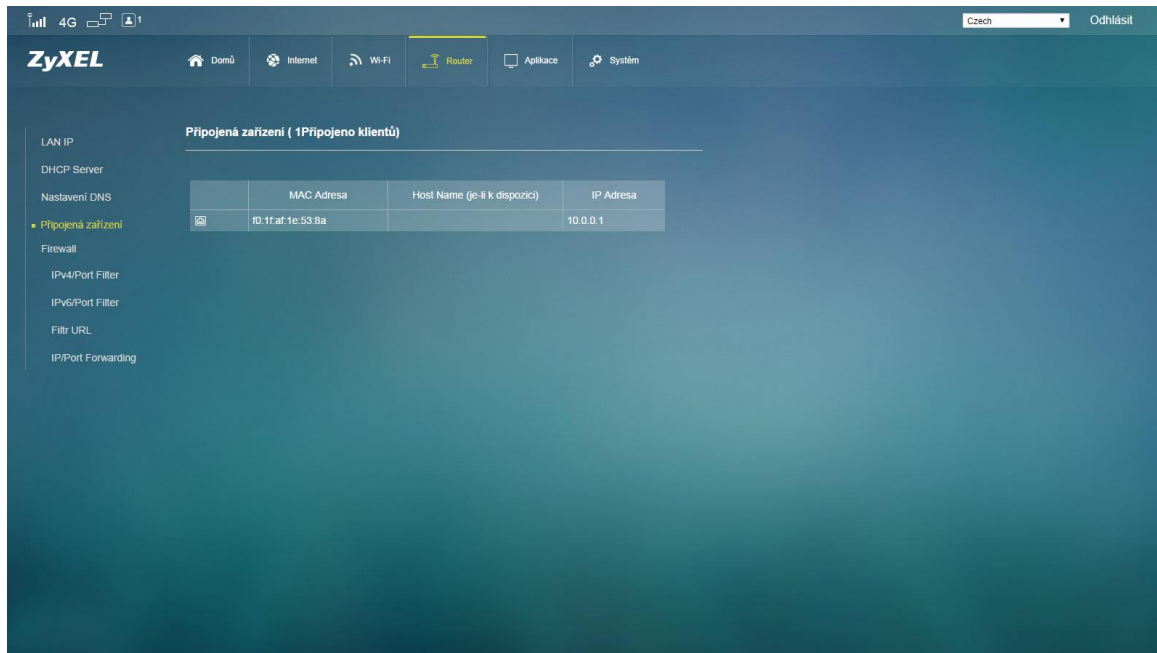 4G 1 Czech Odhlásit
ZyXEL Domů Internet Wi-Fi Router Aplikace Systém
Připojená zařízení ( 1Připojeno klientů)
LAN IP
DHCP Server
Nastavení DNS
Připojená zařízení
Firewall
IPv4/Port Filter
IPv6/Port Filter
Filtr URL
IP/Port Forwarding
MAC Adresa Host Name (je-li k dispozici) IP Adresa
f0:1f:af:1e:53:8a 10.0.0.1